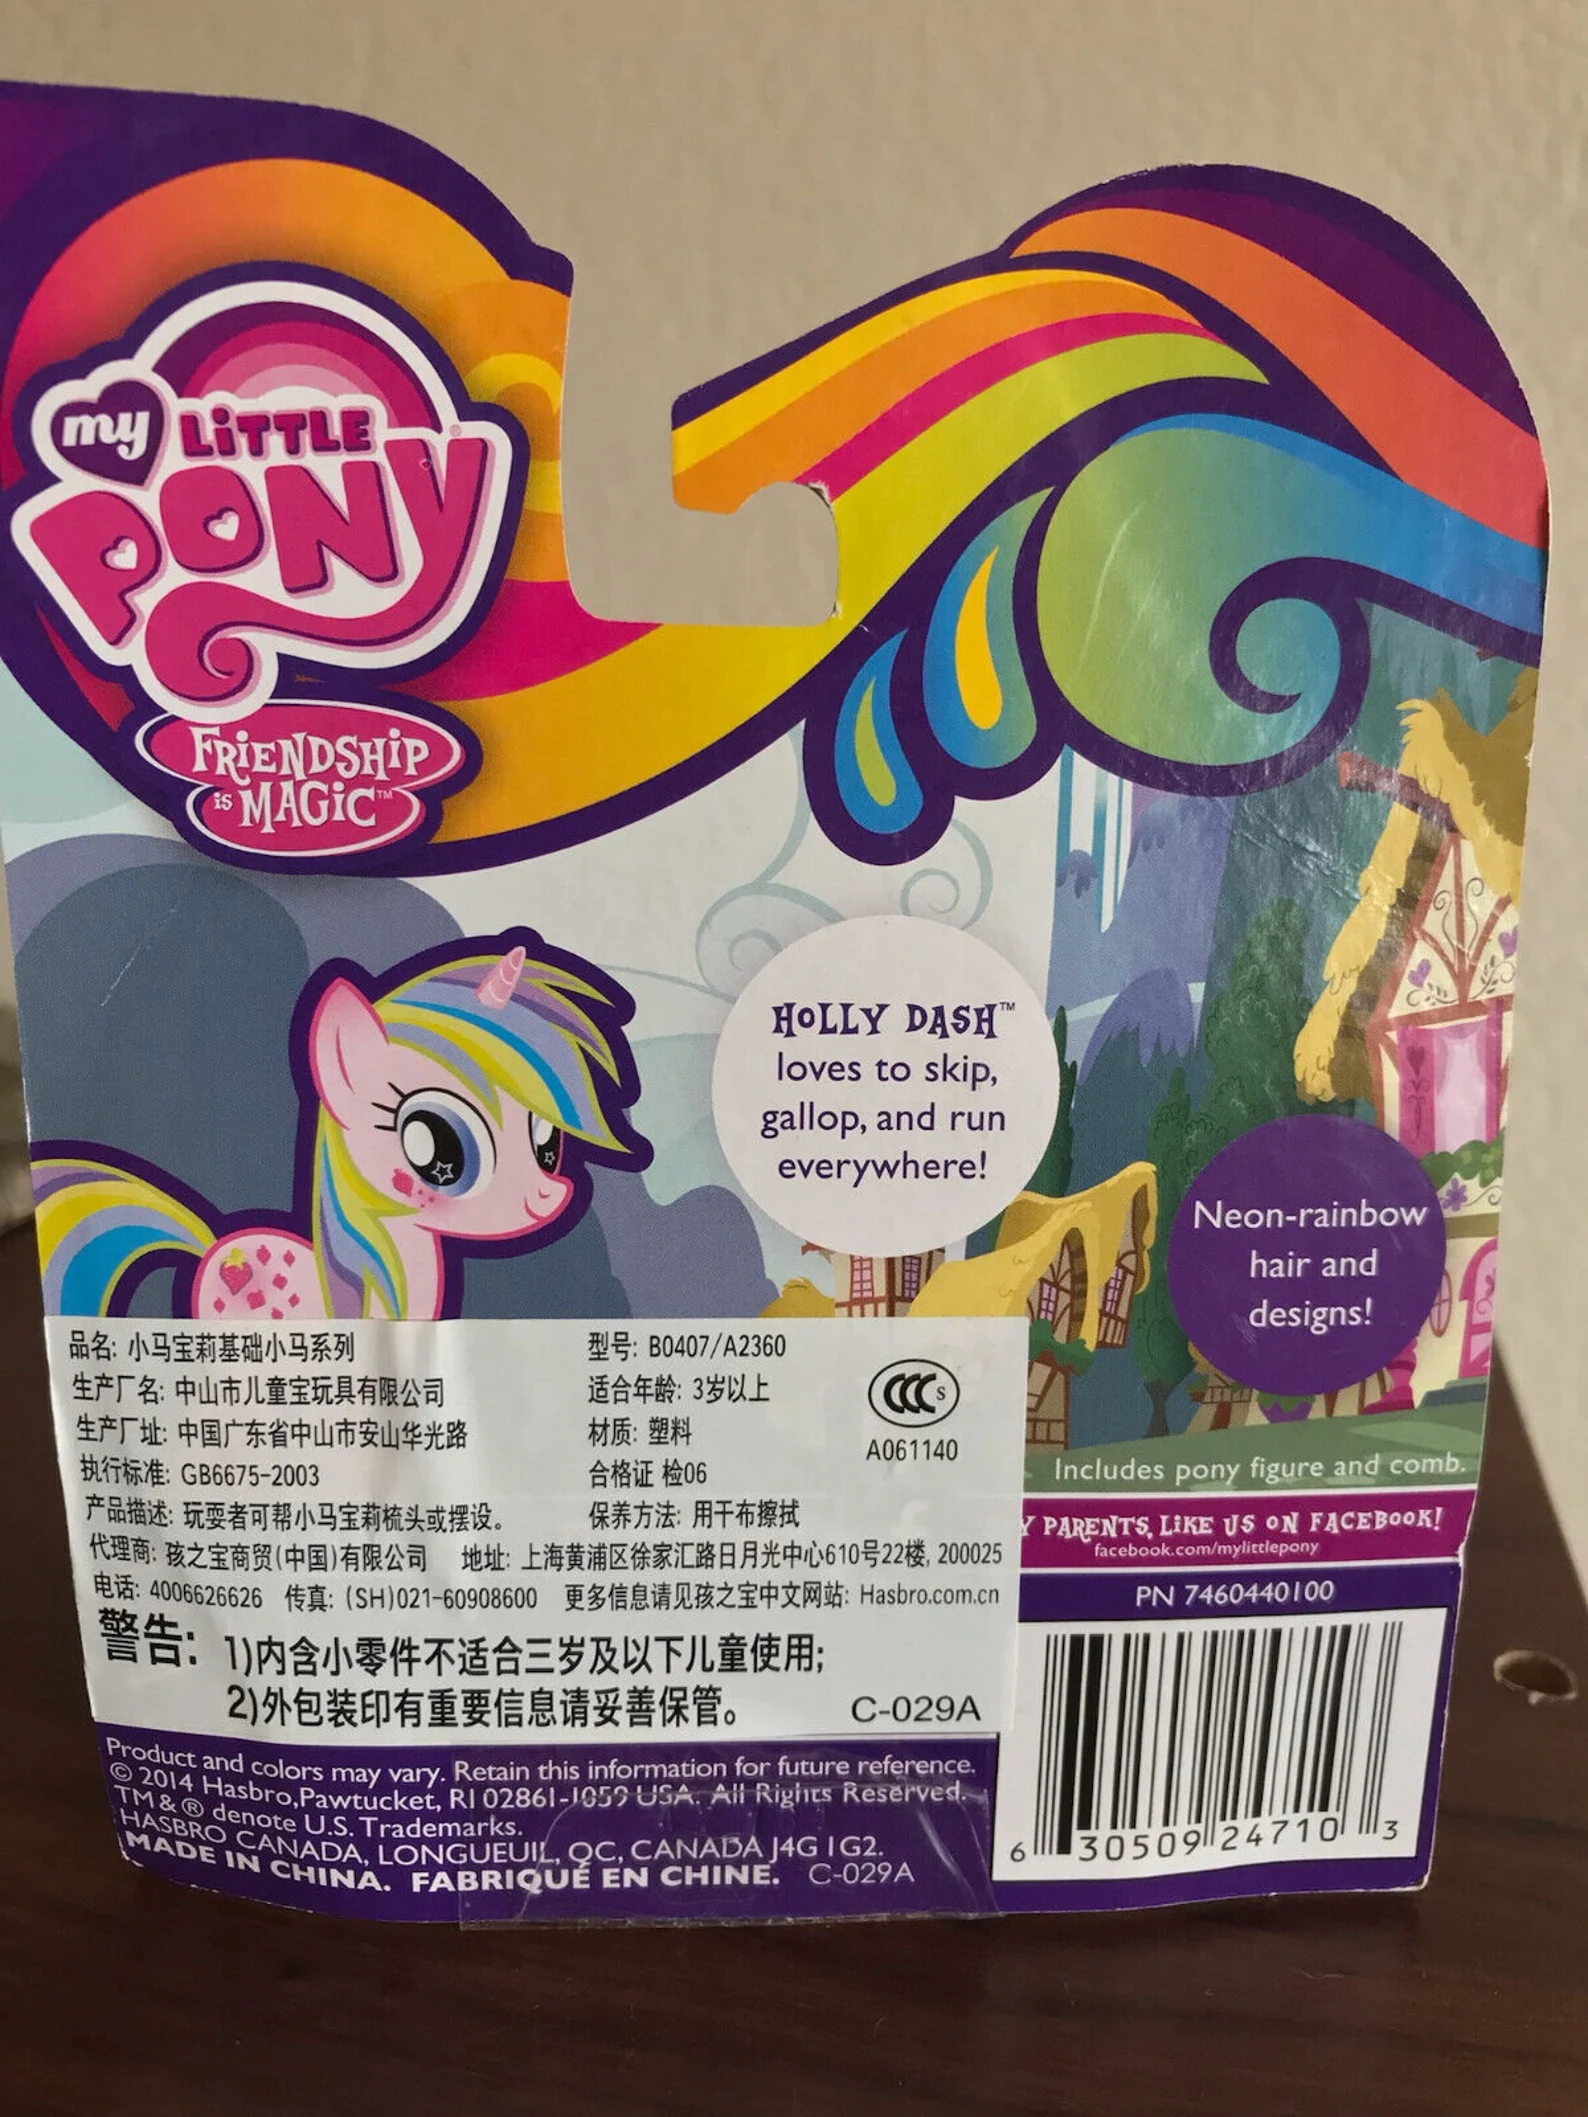 my LiTTLE
PONY®
FRiENDSHiP
is MAGiC™
HOLLY DASH™
loves to skip,
gallop, and run
everywhere!
Neon-rainbow
hair and
designs!
品名: 小马宝莉基础小马系列 型号: B0407/A2360
生产厂名: 中山市儿童宝玩具有限公司 适合年龄: 3岁以上
生产厂址: 中国广东省中山市安山华光路 材质: 塑料
CCC S
A061140
执行标准: GB6675-2003 合格证 检06
产品描述: 玩耍者可帮小马宝莉梳头或摆设。 保养方法: 用干布擦拭
代理商: 孩之宝商贸(中国)有限公司 地址: 上海黄浦区徐家汇路日月光中心610号22楼, 200025
电话: 4006626626 传真: (SH)021-60908600 更多信息请见孩之宝中文网站: Hasbro.com.cn
警告: 1)内含小零件不适合三岁及以下儿童使用;
2)外包装印有重要信息请妥善保管。 C-029A
Includes pony figure and comb.
Y PARENTS, LiKE US ON FACEBOOK!
facebook.com/mylittlepony
PN 7460440100
6 30509 24710 3
Product and colors may vary. Retain this information for future reference.
© 2014 Hasbro, Pawtucket, RI 02861-1059 USA. All Rights Reserved.
TM & ® denote U.S. Trademarks.
HASBRO CANADA, LONGUEUIL, QC, CANADA J4G 1G2.
MADE IN CHINA. FABRIQUÉ EN CHINE. C-029A